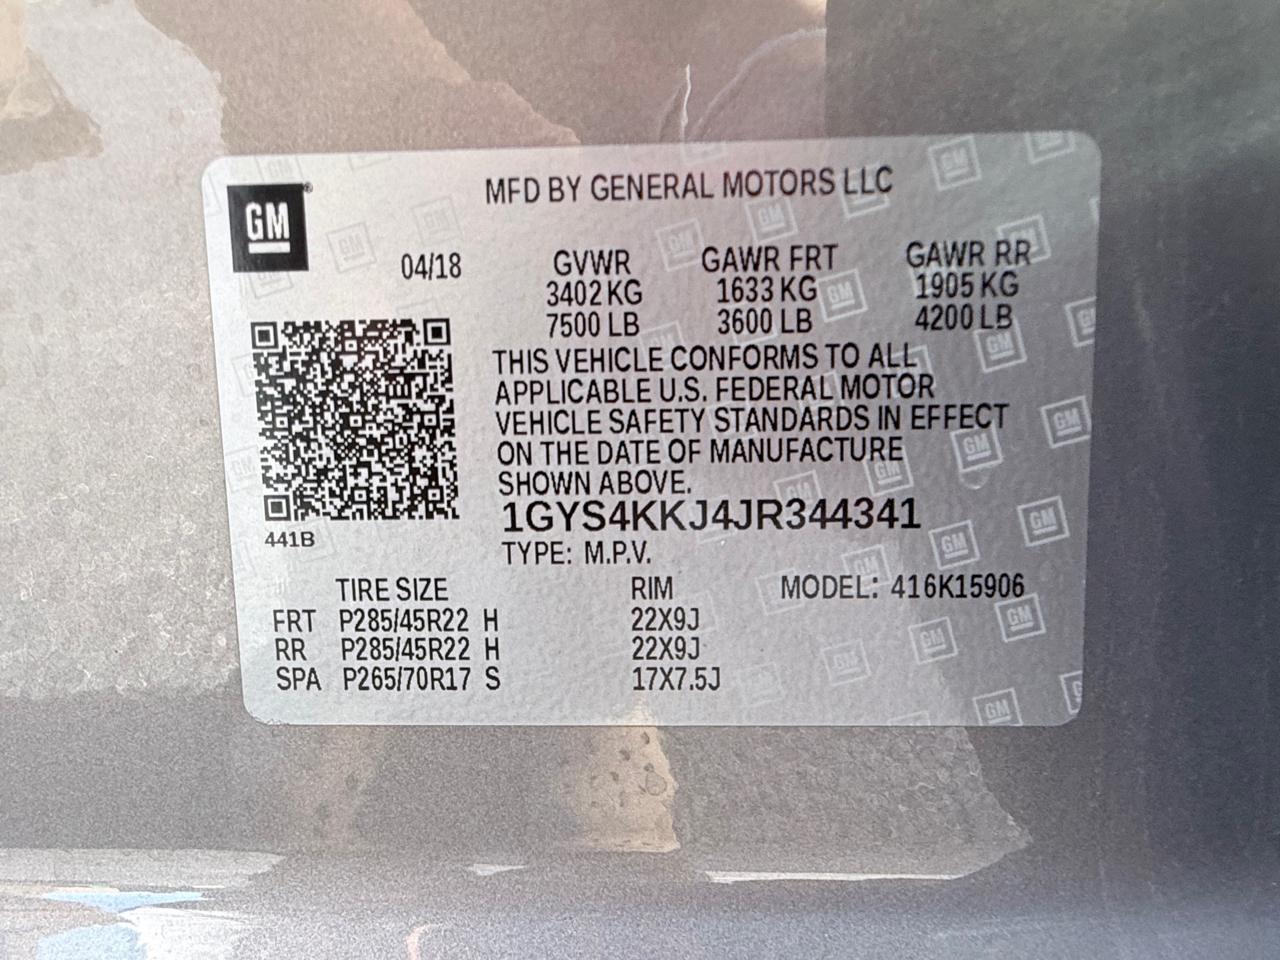 GM
MFD BY GENERAL MOTORS LLC
04/18
GVWR GAWR FRT GAWR RR
3402 KG 1633 KG 1905 KG
7500 LB 3600 LB 4200 LB
THIS VEHICLE CONFORMS TO ALL
APPLICABLE U.S. FEDERAL MOTOR
VEHICLE SAFETY STANDARDS IN EFFECT
ON THE DATE OF MANUFACTURE
SHOWN ABOVE.
1GYS4KKJ4JR344341
441B
TYPE: M.P.V.
TIRE SIZE RIM MODEL: 416K15906
FRT P285/45R22 H 22X9J
RR P285/45R22 H 22X9J
SPA P265/70R17 S 17X7.5J